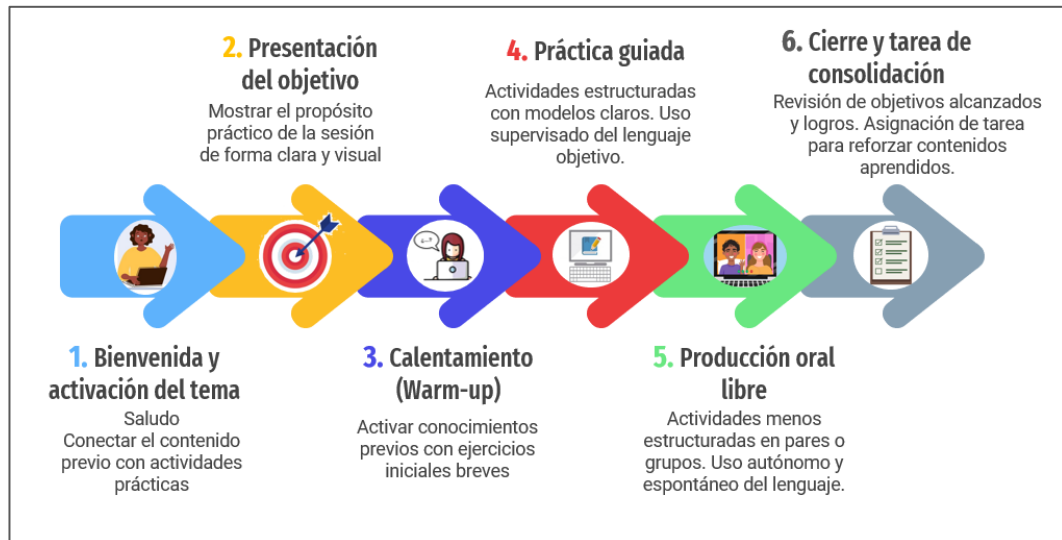 1. Bienvenida y
activación del tema
Saludo
Conectar el contenido
previo con actividades
prácticas
2. Presentación
del objetivo
Mostrar el propósito
práctico de la sesión
de forma clara y visual
3. Calentamiento
(Warm-up)
Activar conocimientos
previos con ejercicios
iniciales breves
4. Práctica guiada
Actividades estructuradas
con modelos claros. Uso
supervisado del lenguaje
objetivo.
5. Producción oral
libre
Actividades menos
estructuradas en pares o
grupos. Uso autónomo y
espontáneo del lenguaje.
6. Cierre y tarea de
consolidación
Revisión de objetivos alcanzados
y logros. Asignación de tarea
para reforzar contenidos
aprendidos.